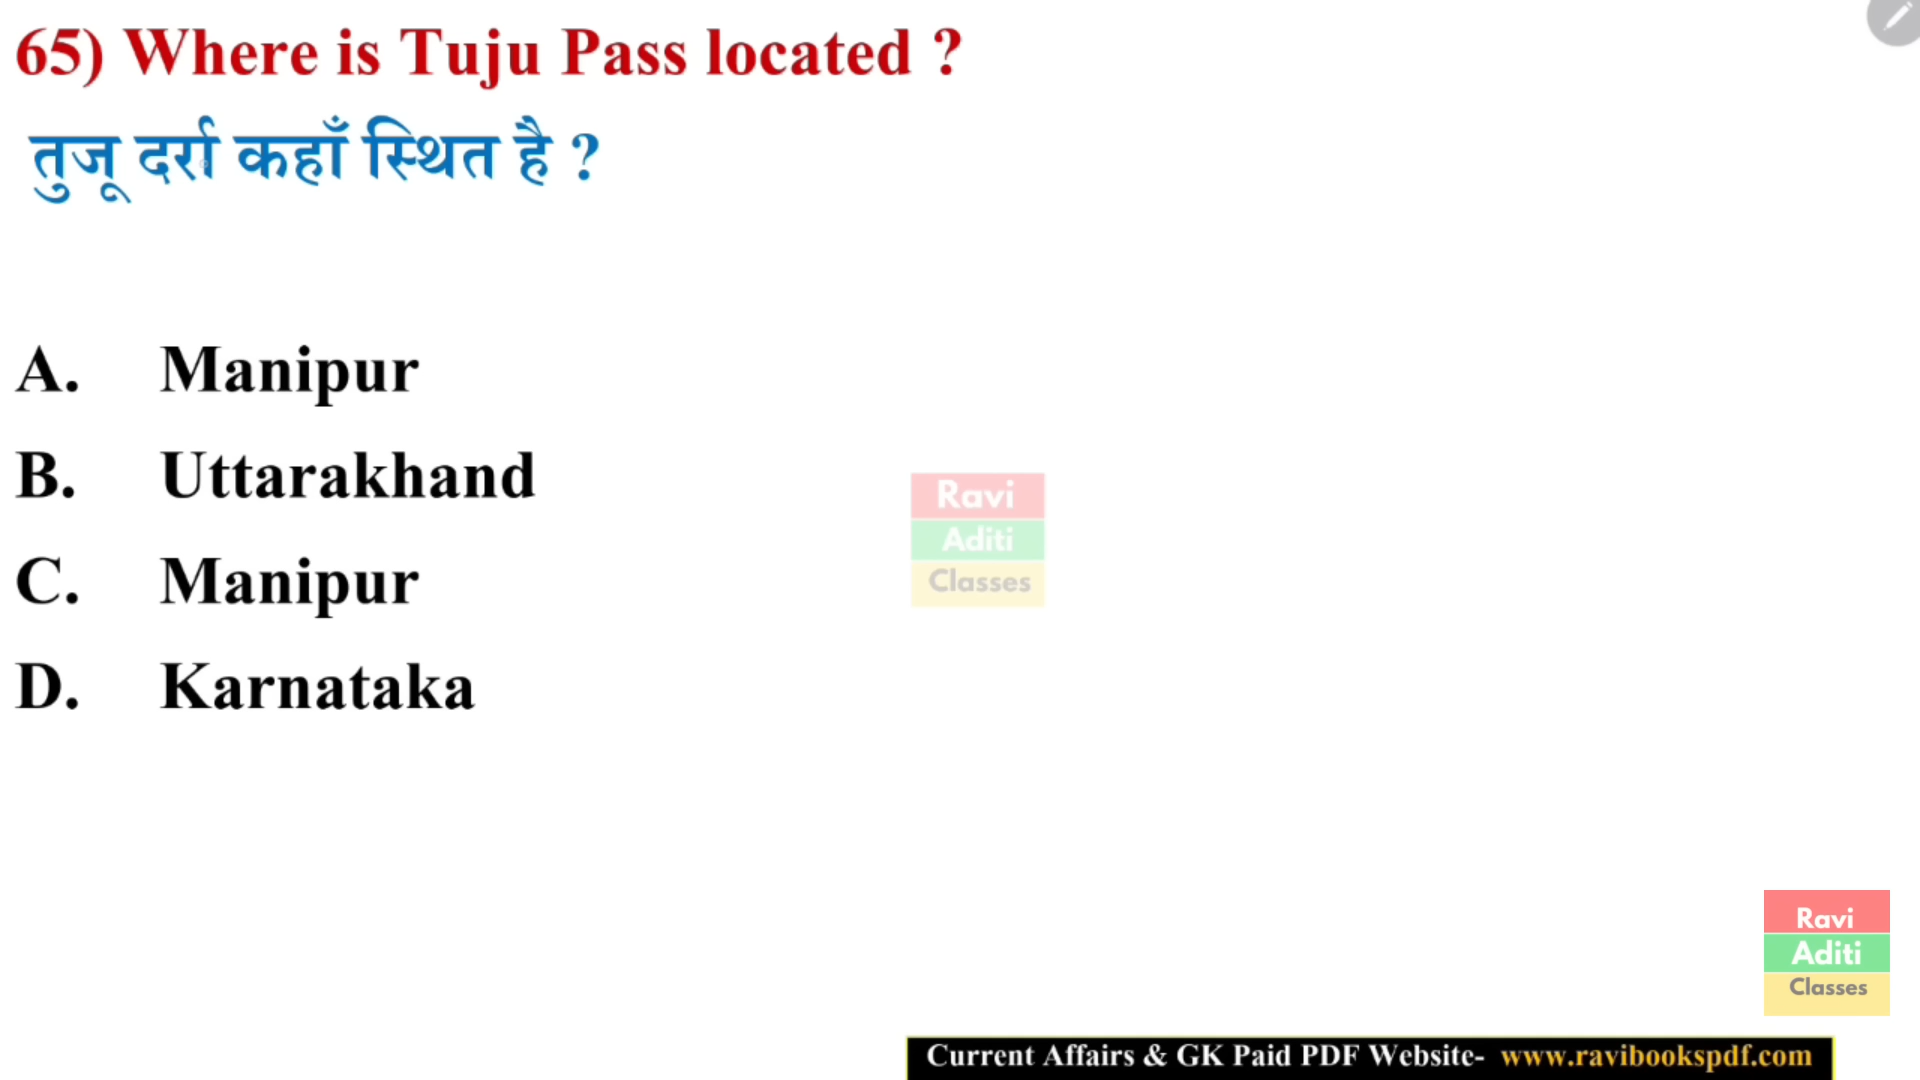 65) Where is Tuju Pass located ?
तुजू दर्रा कहाँ स्थित है ?
A. Manipur
B. Uttarakhand
C. Manipur
D. Karnataka
Ravi
Aditi
Classes
Ravi
Aditi
Classes
Current Affairs & GK Paid PDF Website- www.ravibookspdf.com